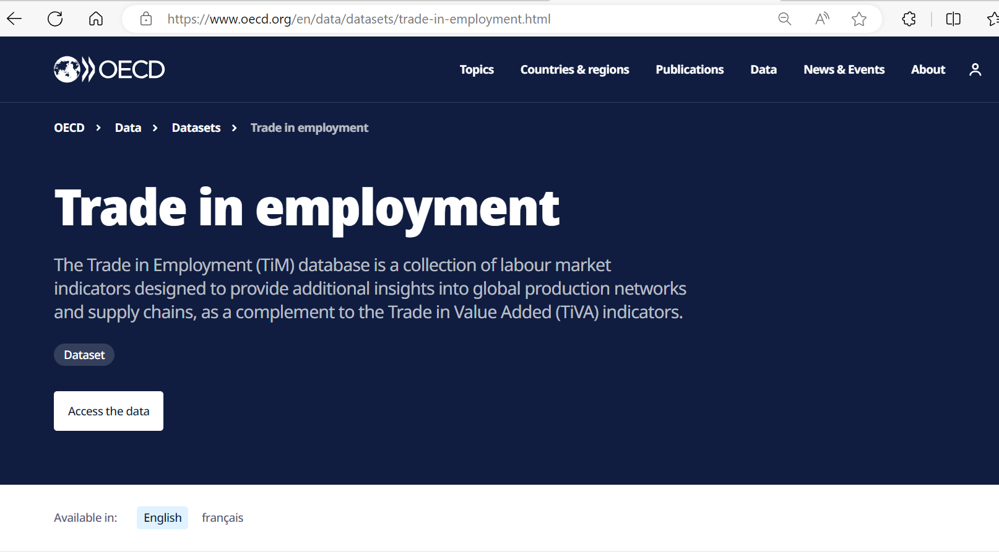 https://www.oecd.org/en/data/datasets/trade-in-employment.html
OECD
Topics Countries & regions Publications Data News & Events About
OECD > Data > Datasets > Trade in employment
Trade in employment
The Trade in Employment (TiM) database is a collection of labour market
indicators designed to provide additional insights into global production networks
and supply chains, as a complement to the Trade in Value Added (TiVA) indicators.
Dataset
Access the data
Available in: English français